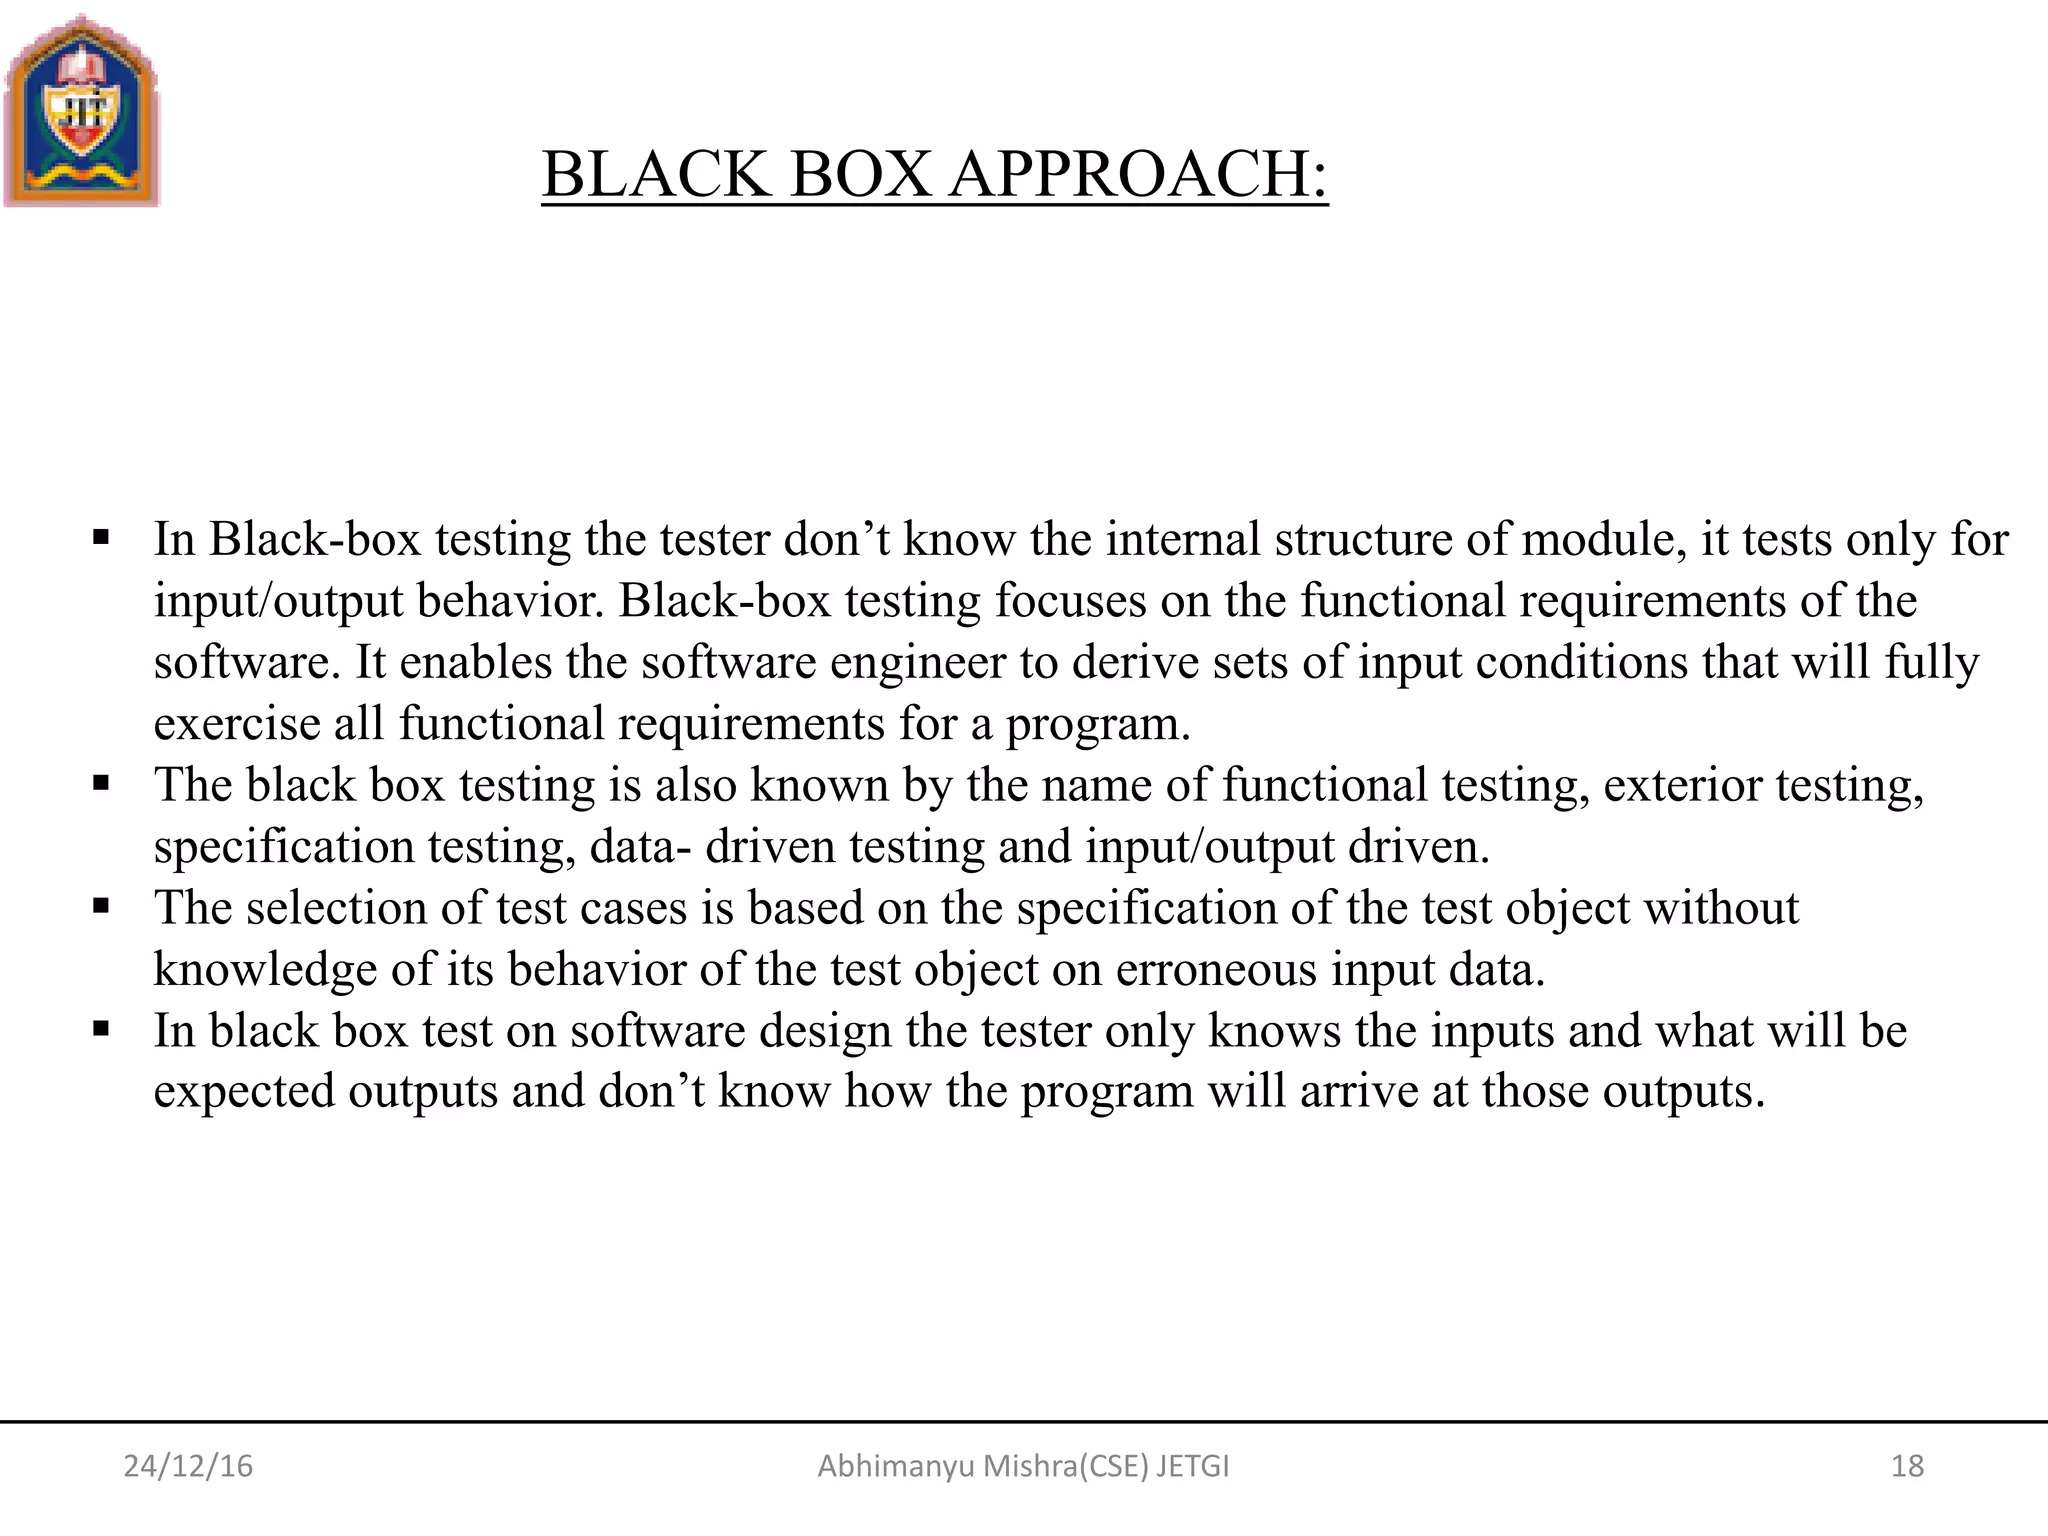 JIT
BLACK BOX APPROACH:
▪ In Black-box testing the tester don’t know the internal structure of module, it tests only for
input/output behavior. Black-box testing focuses on the functional requirements of the
software. It enables the software engineer to derive sets of input conditions that will fully
exercise all functional requirements for a program.
▪ The black box testing is also known by the name of functional testing, exterior testing,
specification testing, data- driven testing and input/output driven.
▪ The selection of test cases is based on the specification of the test object without
knowledge of its behavior of the test object on erroneous input data.
▪ In black box test on software design the tester only knows the inputs and what will be
expected outputs and don’t know how the program will arrive at those outputs.
24/12/16 Abhimanyu Mishra(CSE) JETGI 18